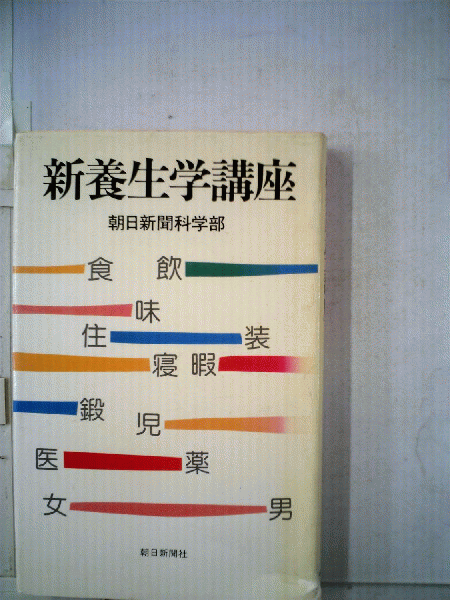 新養生学講座
朝日新聞科学部
食 飲
味
住 装
寝 暇
鍛
児
医 薬
女 男
朝日新聞社